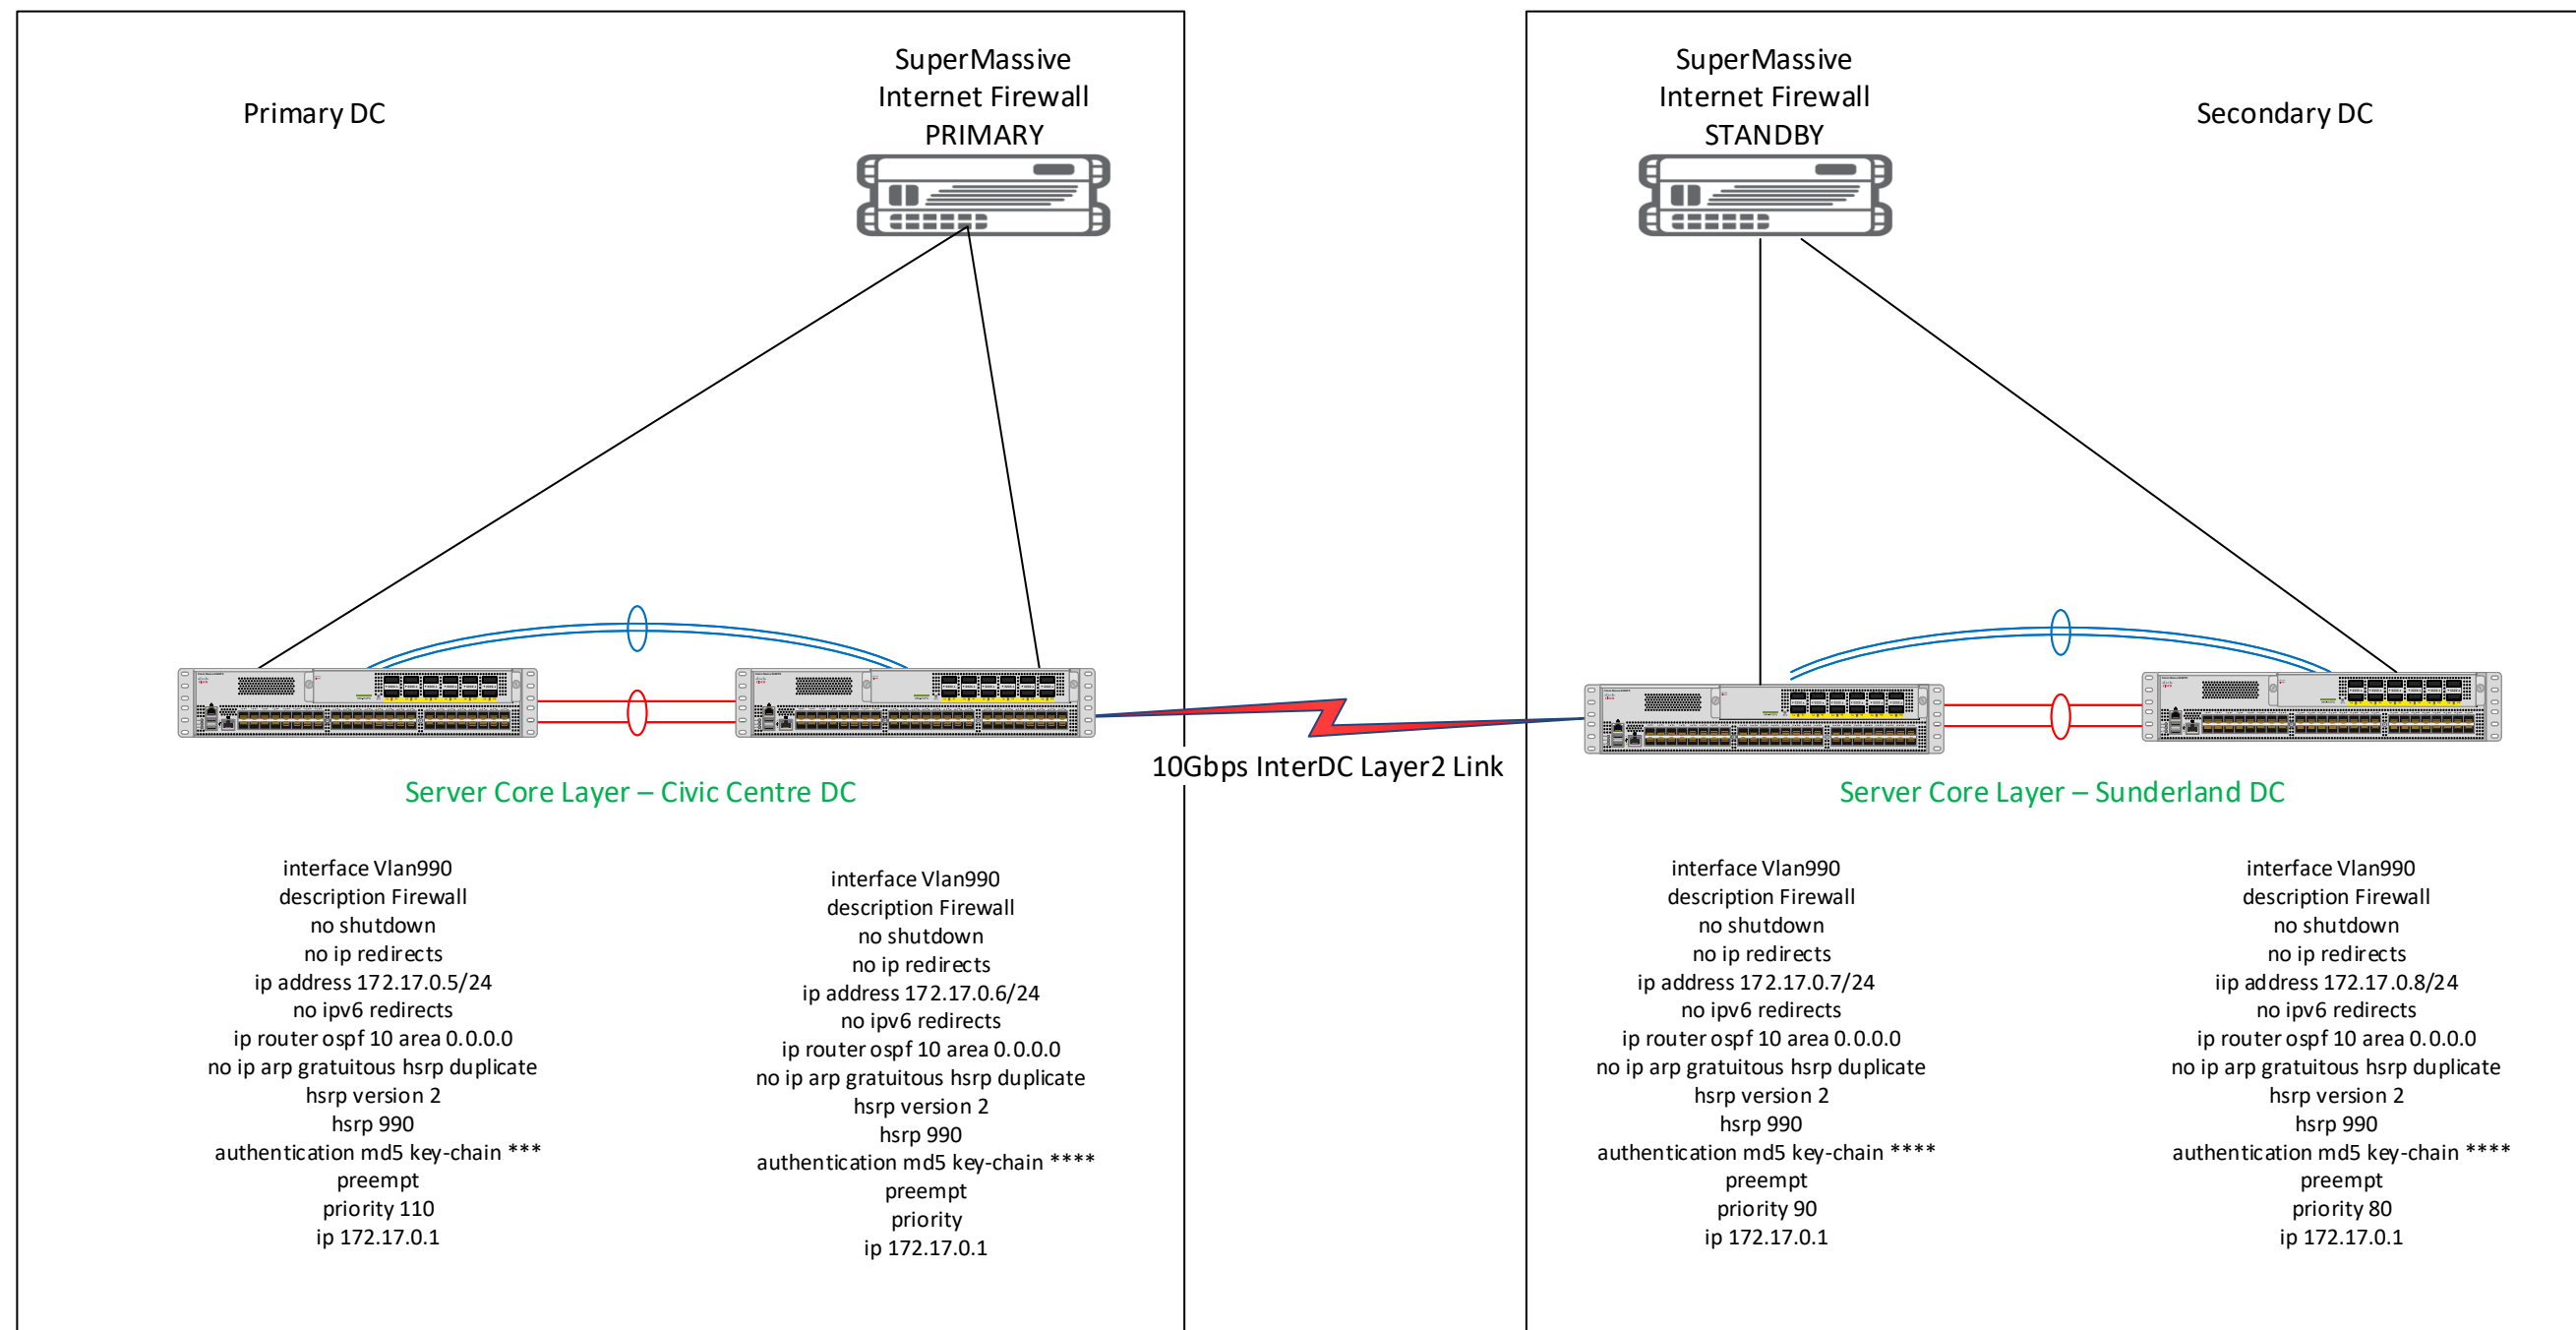 Primary DC
SuperMassive
Internet Firewall
PRIMARY
SuperMassive
Internet Firewall
STANDBY
Secondary DC
10Gbps InterDC Layer2 Link
Server Core Layer – Civic Centre DC
Server Core Layer – Sunderland DC
interface Vlan990
description Firewall
no shutdown
no ip redirects
ip address 172.17.0.5/24
no ipv6 redirects
ip router ospf 10 area 0.0.0.0
no ip arp gratuitous hsrp duplicate
hsrp version 2
hsrp 990
authentication md5 key-chain ***
preempt
priority 110
ip 172.17.0.1
interface Vlan990
description Firewall
no shutdown
no ip redirects
ip address 172.17.0.6/24
no ipv6 redirects
ip router ospf 10 area 0.0.0.0
no ip arp gratuitous hsrp duplicate
hsrp version 2
hsrp 990
authentication md5 key-chain ****
preempt
priority
ip 172.17.0.1
interface Vlan990
description Firewall
no shutdown
no ip redirects
ip address 172.17.0.7/24
no ipv6 redirects
ip router ospf 10 area 0.0.0.0
no ip arp gratuitous hsrp duplicate
hsrp version 2
hsrp 990
authentication md5 key-chain ****
preempt
priority 90
ip 172.17.0.1
interface Vlan990
description Firewall
no shutdown
no ip redirects
iip address 172.17.0.8/24
no ipv6 redirects
ip router ospf 10 area 0.0.0.0
no ip arp gratuitous hsrp duplicate
hsrp version 2
hsrp 990
authentication md5 key-chain ****
preempt
priority 80
ip 172.17.0.1